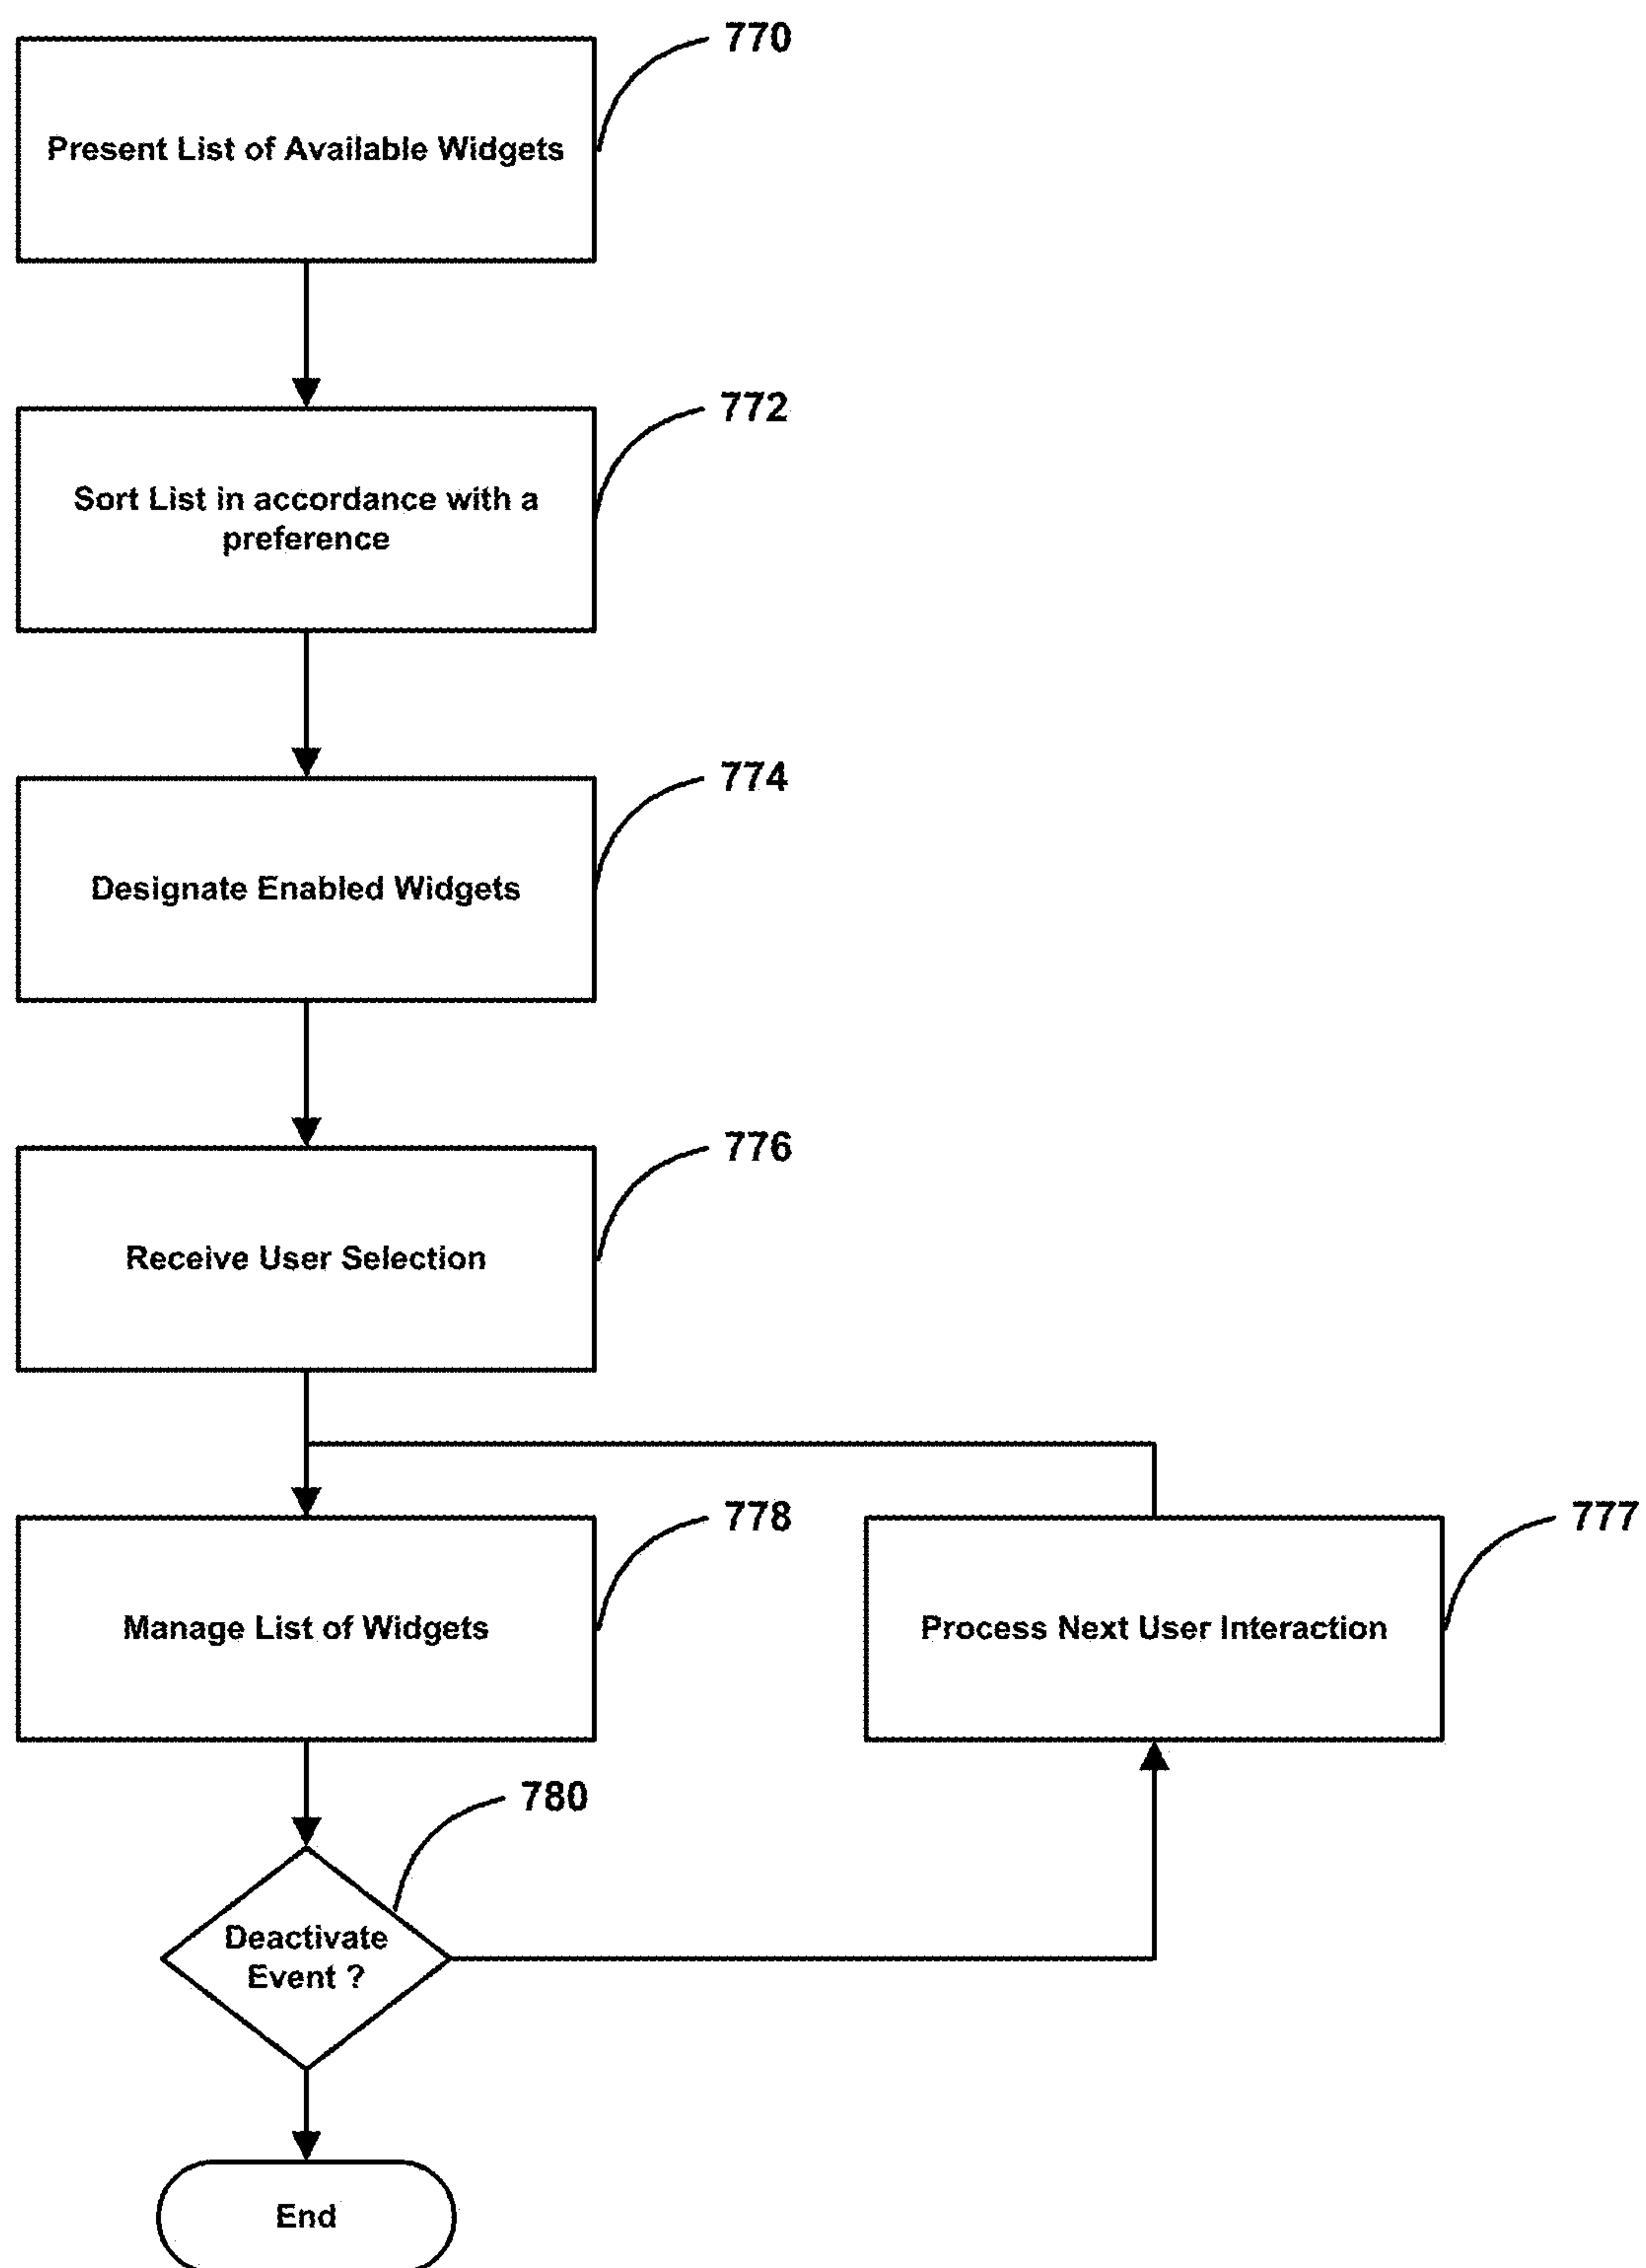 770
Present List of Available Widgets
772
Sort List in accordance with a
preference
774
Designate Enabled Widgets
776
Receive User Selection
778
777
Manage List of Widgets
Process Next User Interaction
780
Deactivate
Event ?
End